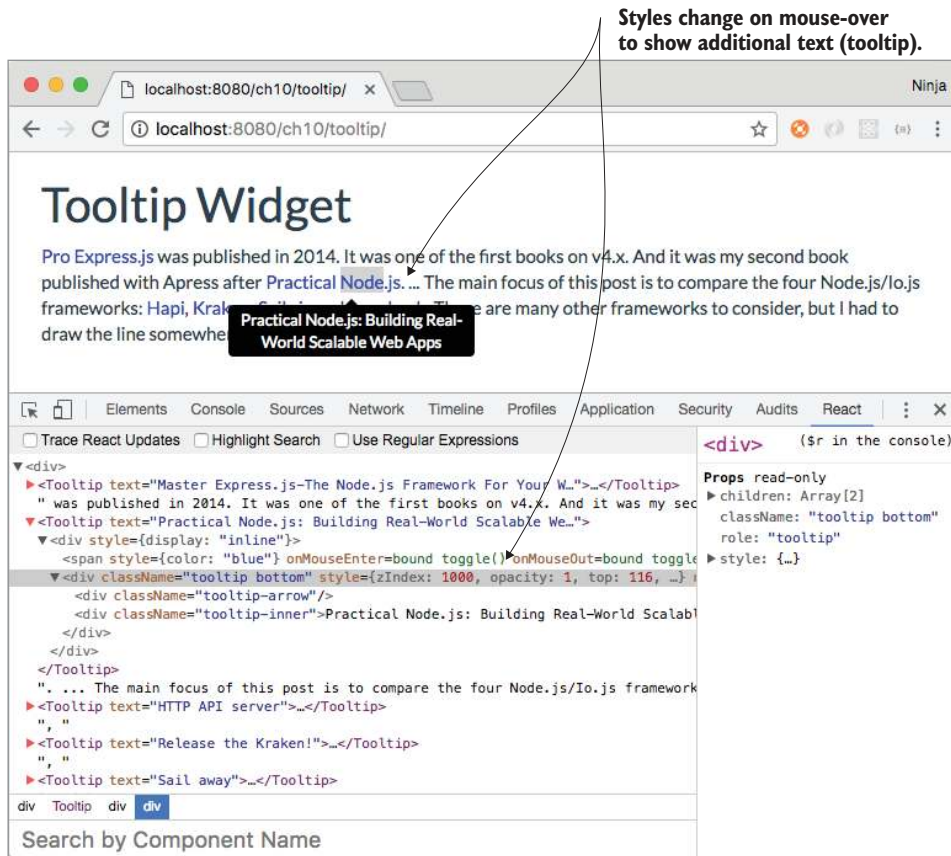 Styles change on mouse-over
to show additional text (tooltip).
localhost:8080/ch10/tooltip/ ×
Ninja
localhost:8080/ch10/tooltip/
Tooltip Widget
Pro Express.js was published in 2014. It was one of the first books on v4.x. And it was my second book
published with Apress after Practical Node.js. ... The main focus of this post is to compare the four Node.js/Io.js
frameworks: Hapi, are many other frameworks to consider, but I had to
draw the line
Practical Node.js: Building Real-
World Scalable Web Apps
Elements Console Sources Network Timeline Profiles Application Security Audits React
Trace React Updates Highlight Search Use Regular Expressions
<div>
<Tooltip text="Master Express.js-The Node.js Framework For Your W…">…</Tooltip>
" was published in 2014. It was one of the first books on v4.x. And it was my sec
<Tooltip text="Practical Node.js: Building Real-World Scalable We…">
<div style={display: "inline"}>
<span style={color: "blue"} onMouseEnter=bound toggle() onMouseOut=bound toggle
<div className="tooltip bottom" style={zIndex: 1000, opacity: 1, top: 116, …}
<div className="tooltip-arrow"/>
<div className="tooltip-inner">Practical Node.js: Building Real-World Scalabl
</div>
</div>
</Tooltip>
". ... The main focus of this post is to compare the four Node.js/Io.js framework
<Tooltip text="HTTP API server">…</Tooltip>
", "
<Tooltip text="Release the Kraken!">…</Tooltip>
", "
<Tooltip text="Sail away">…</Tooltip>
div Tooltip div div
Search by Component Name
<div> ($r in the console)
Props read-only
children: Array[2]
className: "tooltip bottom"
role: "tooltip"
style: {…}